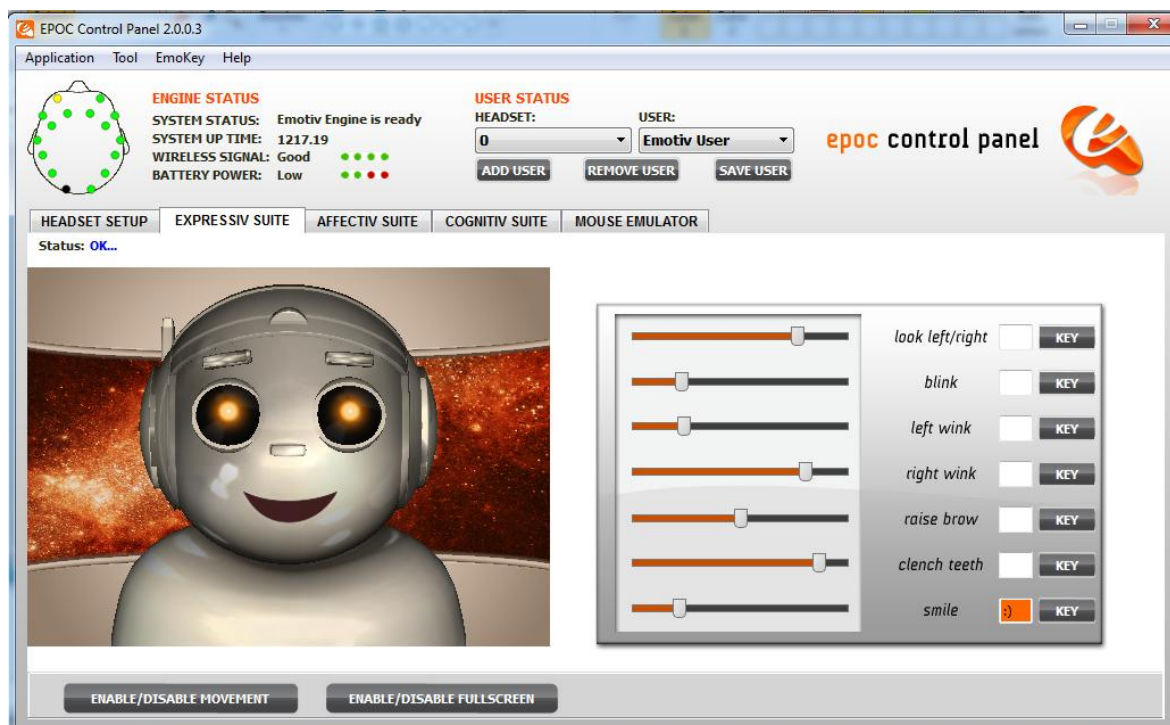 EPOC Control Panel 2.0.0.3
Application Tool EmoKey Help
ENGINE STATUS
SYSTEM STATUS: Emotiv Engine is ready
SYSTEM UP TIME: 1217.19
WIRELESS SIGNAL: Good
BATTERY POWER: Low
USER STATUS
HEADSET: USER:
0 Emotiv User
ADD USER REMOVE USER SAVE USER
epoc control panel
HEADSET SETUP EXPRESSIV SUITE AFFECTIV SUITE COGNITIV SUITE MOUSE EMULATOR
Status: OK...
look left/right KEY
blink KEY
left wink KEY
right wink KEY
raise brow KEY
clench teeth KEY
smile :) KEY
ENABLE/DISABLE MOVEMENT ENABLE/DISABLE FULLSCREEN